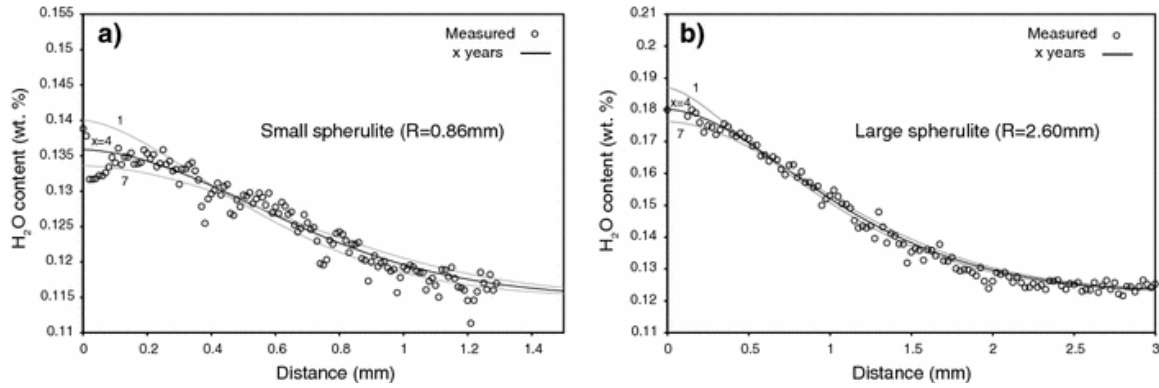 a)
Measured
x years
Small spherulite (R=0.86mm)
1
x=4
7
0.155
0.15
0.145
0.14
0.135
0.13
0.125
0.12
0.115
0.11
H₂O content (wt. %)
0
0.2
0.4
0.6
0.8
1
1.2
1.4
Distance (mm)
b)
Measured
x years
Large spherulite (R=2.60mm)
1
x=4
7
0.21
0.2
0.19
0.18
0.17
0.16
0.15
0.14
0.13
0.12
0.11
H₂O content (wt. %)
0
0.5
1
1.5
2
2.5
3
Distance (mm)